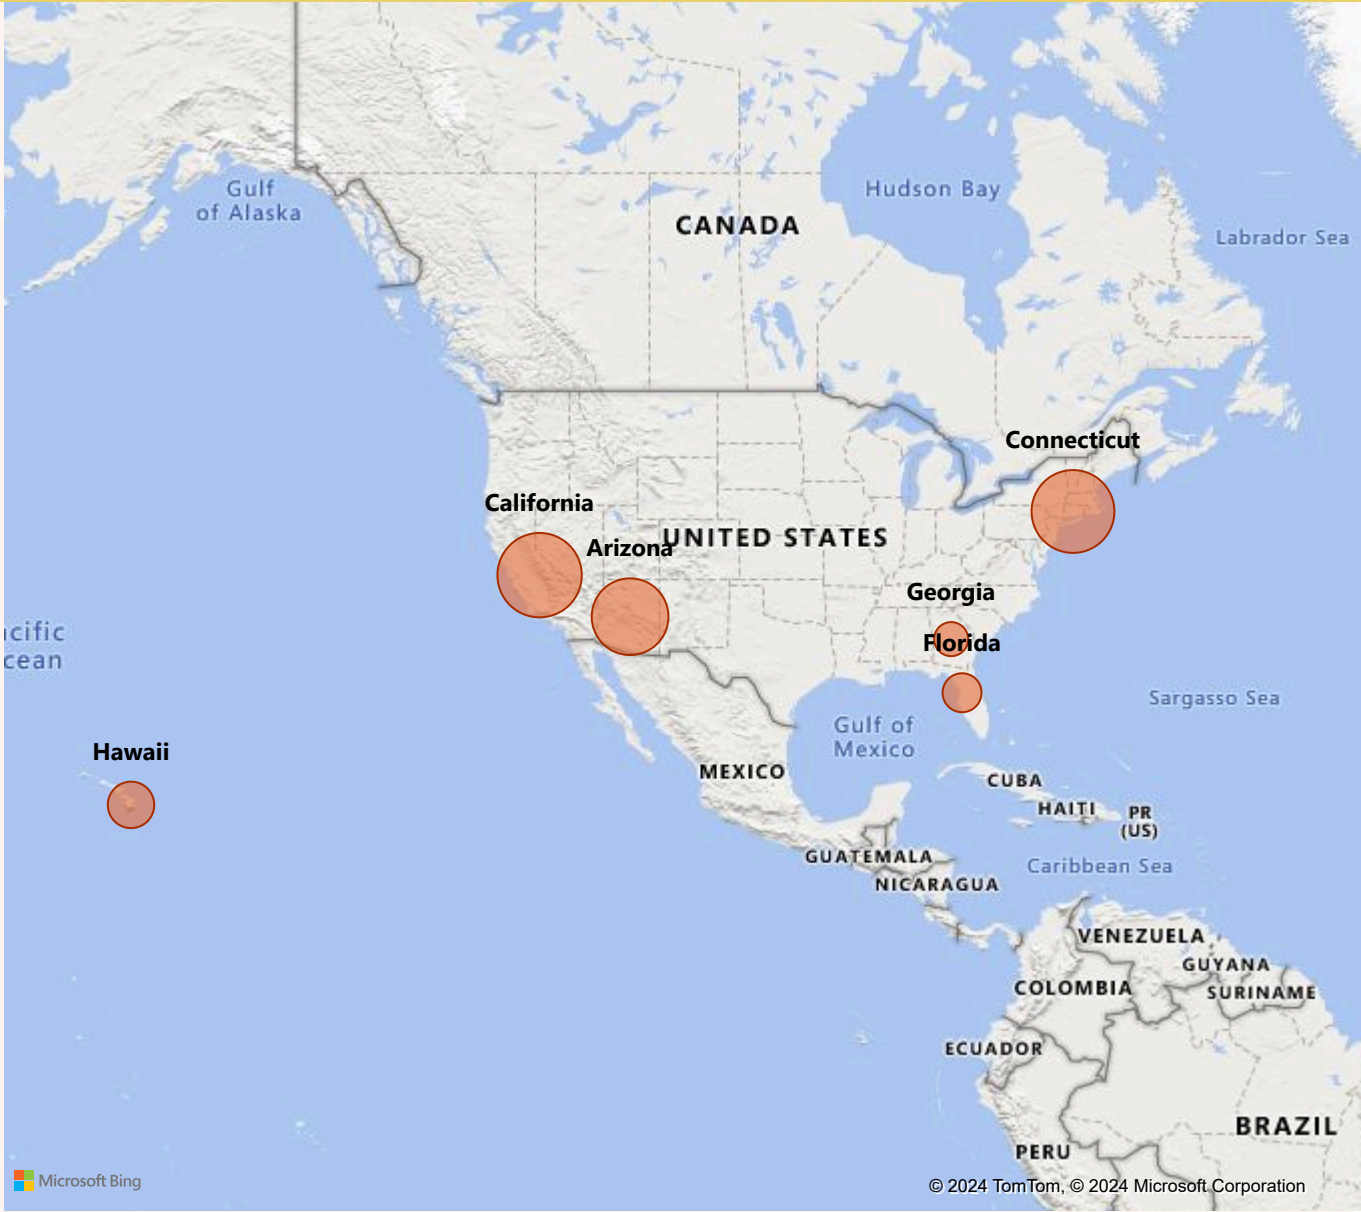 Gulf
of Alaska
Hudson Bay
CANADA
Labrador Sea
Connecticut
California
UNITED STATES
Arizona
Georgia
Florida
acific
cean
Sargasso Sea
Gulf of
Mexico
Hawaii
MEXICO
CUBA
HAITI
PR
(US)
GUATEMALA
Caribbean Sea
NICARAGUA
VENEZUELA
GUYANA
COLOMBIA
SURINAME
ECUADOR
BRAZIL
PERU
Microsoft Bing
© 2024 TomTom, © 2024 Microsoft Corporation